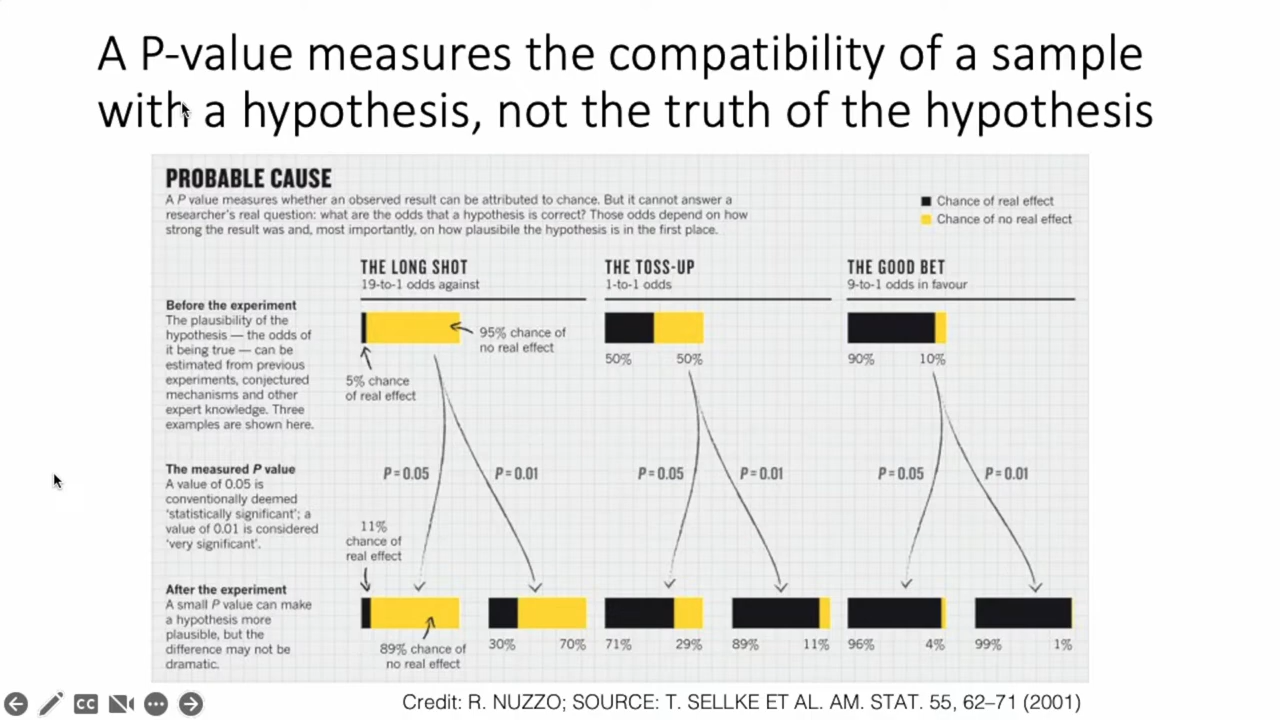 A P-value measures the compatibility of a sample
with a hypothesis, not the truth of the hypothesis
PROBABLE CAUSE
A P value measures whether an observed result can be attributed to chance. But it cannot answer a
researcher's real question: what are the odds that a hypothesis is correct? Those odds depend on how
strong the result was and, most importantly, on how plausibile the hypothesis is in the first place.
Chance of real effect
Chance of no real effect
THE LONG SHOT
19-to-1 odds against
THE TOSS-UP
1-to-1 odds
THE GOOD BET
9-to-1 odds in favour
Before the experiment
The plausibility of the
hypothesis — the odds of
it being true — can be
estimated from previous
experiments, conjectured
mechanisms and other
expert knowledge. Three
examples are shown here.
95% chance of
no real effect
5% chance
of real effect
50% 50%
90% 10%
The measured P value
A value of 0.05 is
conventionally deemed
'statistically significant'; a
value of 0.01 is considered
'very significant'.
P = 0.05 P = 0.01
P = 0.05 P = 0.01
P = 0.05 P = 0.01
11%
chance of
real effect
After the experiment
A small P value can make
a hypothesis more
plausible, but the
difference may not be
dramatic.
89% chance of
no real effect
30% 70%
71% 29%
89% 11%
96% 4%
99% 1%
CC
Credit: R. NUZZO; SOURCE: T. SELLKE ET AL. AM. STAT. 55, 62–71 (2001)